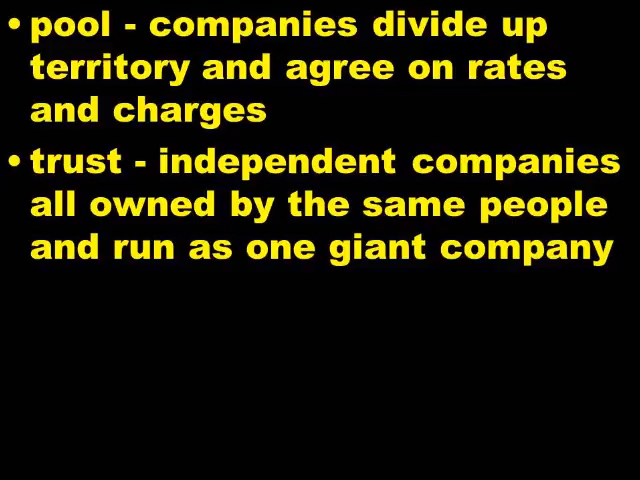 • pool - companies divide up
territory and agree on rates
and charges
• trust - independent companies
all owned by the same people
and run as one giant company